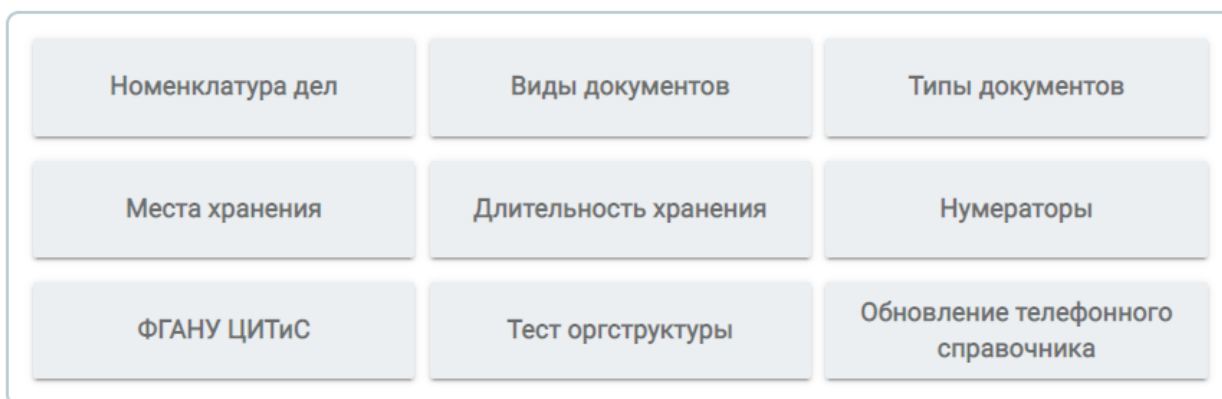 Номенклатура дел
Виды документов
Типы документов
Места хранения
Длительность хранения
Нумераторы
ФГАНУ ЦИТиС
Тест оргструктуры
Обновление телефонного
справочника